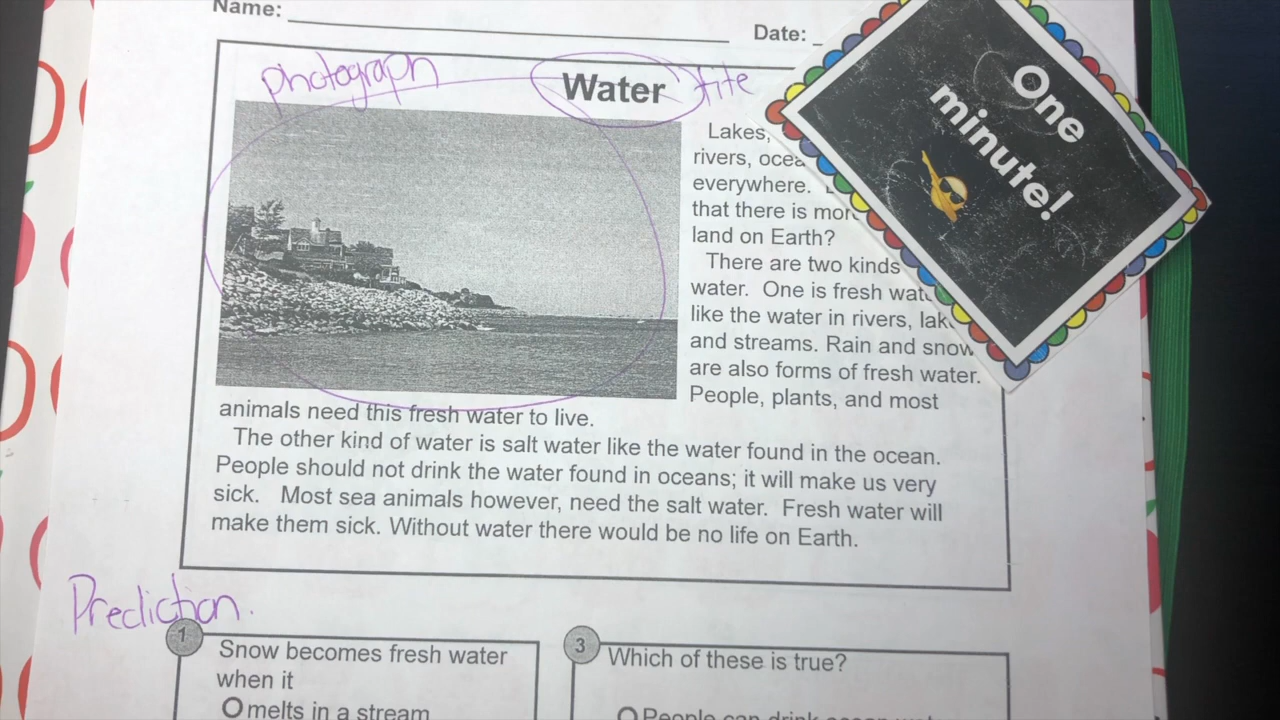 Name:
Date:
photograph
Water
title
Lakes,
rivers,
everywhere.
that there is
land on Earth?
There are two kinds
water. One is fresh
like the water in rivers,
and streams. Rain and snow
are also forms of fresh water.
People, plants, and most
animals need this fresh water to live.
The other kind of water is salt water like the water found in the ocean.
People should not drink the water found in oceans; it will make us very
sick. Most sea animals however, need the salt water. Fresh water will
make them sick. Without water there would be no life on Earth.
One
minute!
Prediction.
1
Snow becomes fresh water
when it
melts in a stream
3
Which of these is true?
People can drink ocean